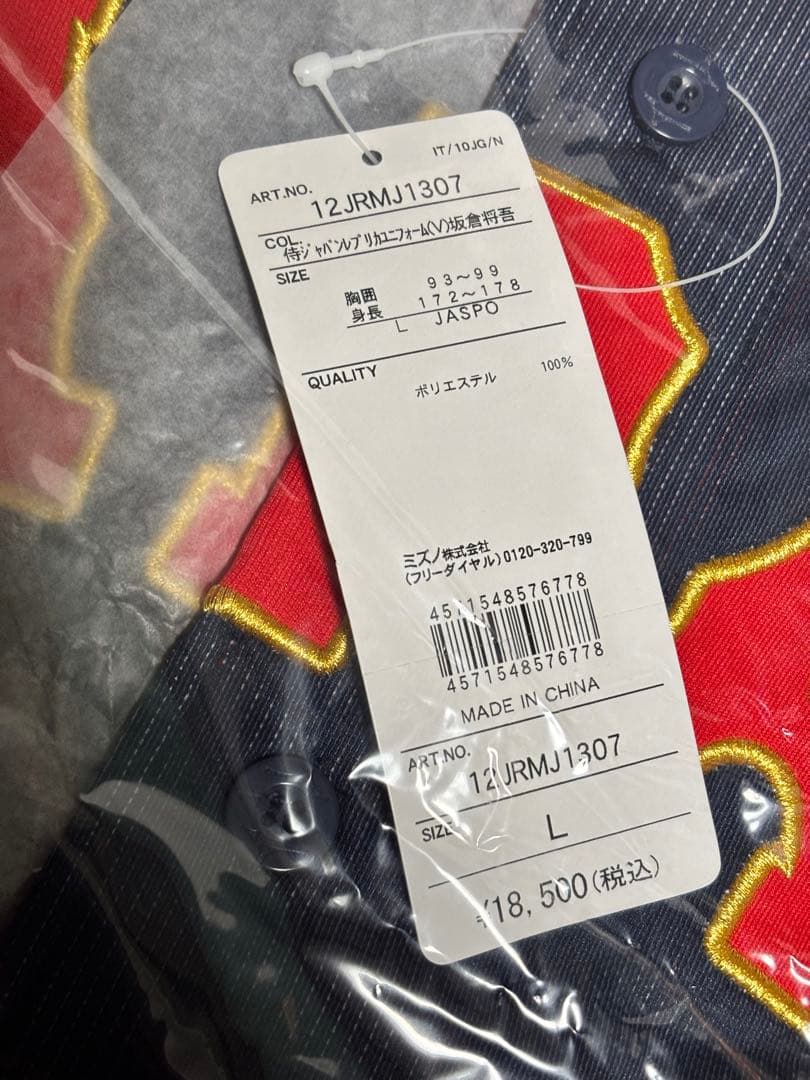 IT/10JG/N
ART.NO. 12JRMJ1307
COL. 侍ジャパンレプリカユニフォーム(V)坂倉将吾
SIZE
胸囲 93～99
身長 172～178
L JASPO
QUALITY
ポリエステル 100%
ミズノ株式会社
(フリーダイヤル)0120-320-799
4571548576778
4571548576778
MADE IN CHINA
ART.NO. 12JRMJ1307
SIZE L
¥18,500(税込)